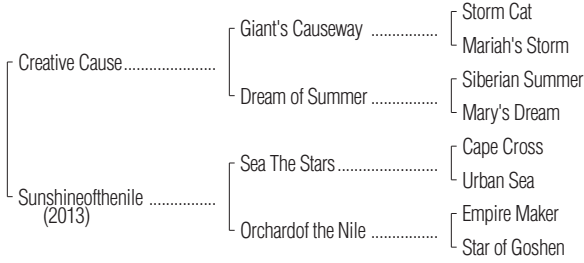 Storm Cat
Giant's Causeway ................
Mariah's Storm
Creative Cause......................
Siberian Summer
Dream of Summer ................
Mary's Dream
Cape Cross
Sea The Stars........................
Urban Sea
Sunshineofthenile ................
(2013)
Empire Maker
Orchardof the Nile ................
Star of Goshen